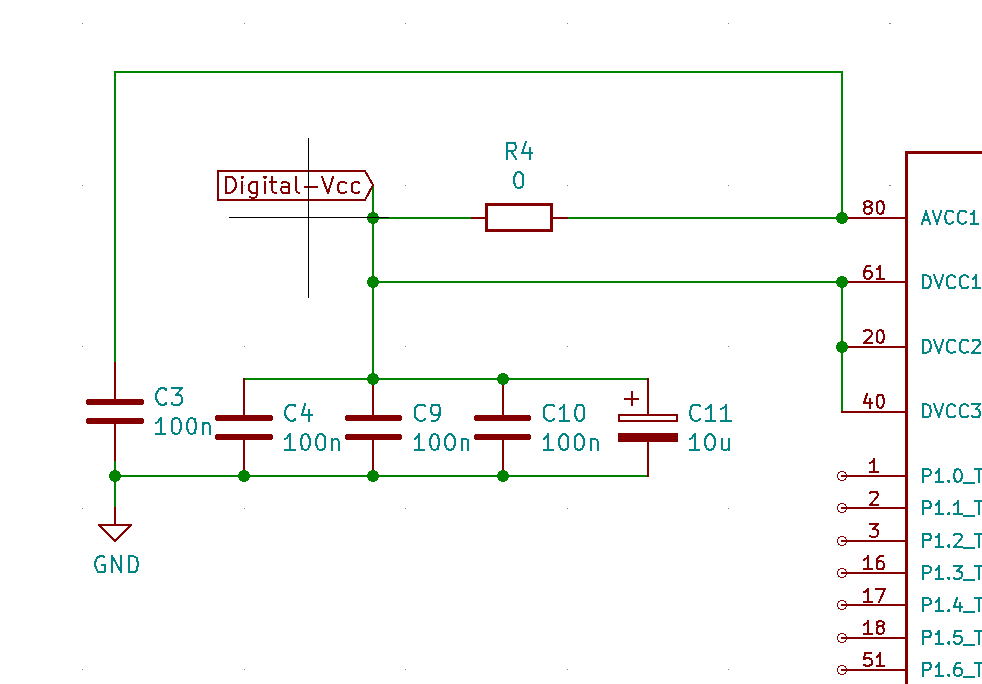 R4
0
Digital-Vcc
80
AVCC1
61
DVCC1
20
DVCC2
40
DVCC3
C3
100n
C4
100n
C9
100n
C10
100n
+
C11
10u
GND
1
P1.0_T
2
P1.1_T
3
P1.2_T
16
P1.3_T
17
P1.4_T
18
P1.5_T
51
P1.6_T